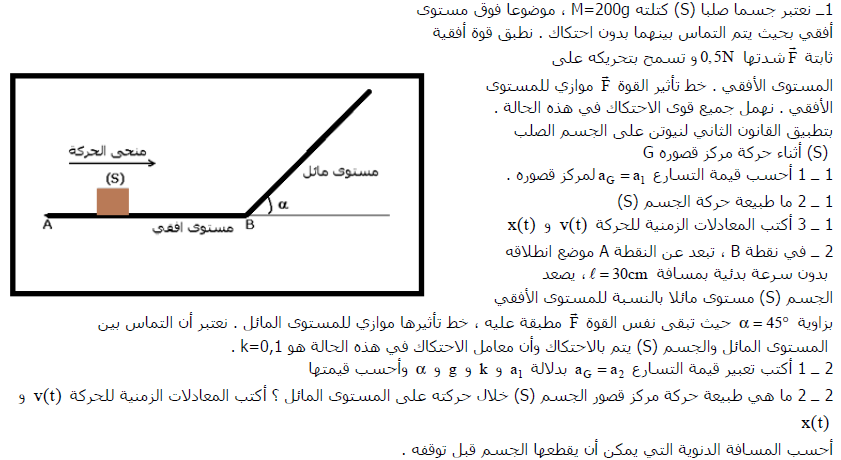 1ــ نعتبر جسما صلبا (S) كتلته M=200g ، موضوعا فوق مستوى
أفقي بحيث يتم التماس بينهما بدون احتكاك . نطبق قوة أفقية
ثابتة F⃗ شدتها 0,5N و تسمح بتحريكه على
المستوى الأفقي . خط تأثير القوة F⃗ موازي للمستوى
الأفقي . نهمل جميع قوى الاحتكاك في هذه الحالة .
بتطبيق القانون الثاني لنيوتن على الجسم الصلب
(S) أثناء حركة مركز قصوره G
1 ــ 1 أحسب قيمة التسارع a_G = a_1 لمركز قصوره .
1 ــ 2 ما طبيعة حركة الجسم (S)
1 ــ 3 أكتب المعادلات الزمنية للحركة v(t) و x(t)
2 ــ في نقطة B ، تبعد عن النقطة A موضع انطلاقه
بدون سرعة بدئية بمسافة ℓ = 30cm ، يصعد
الجسم (S) مستوى مائلا بالنسبة للمستوى الأفقي
بزاوية α = 45° حيث تبقى نفس القوة F⃗ مطبقة عليه ، خط تأثيرها موازي للمستوى المائل . نعتبر أن التماس بين
المستوى المائل والجسم (S) يتم بالاحتكاك وأن معامل الاحتكاك في هذه الحالة هو k=0,1 .
2 ــ 1 أكتب تعبير قيمة التسارع a_G = a_2 بدلالة a_1 و k و g و α وأحسب قيمتها
2 ــ 2 ما هي طبيعة حركة مركز قصور الجسم (S) خلال حركته على المستوى المائل ؟ أكتب المعادلات الزمنية للحركة v(t) و
x(t)
أحسب المسافة الدنوية التي يمكن أن يقطعها الجسم قبل توقفه .
منحى الحركة
(S)
مستوى مائل
α
A
مستوى افقي
B